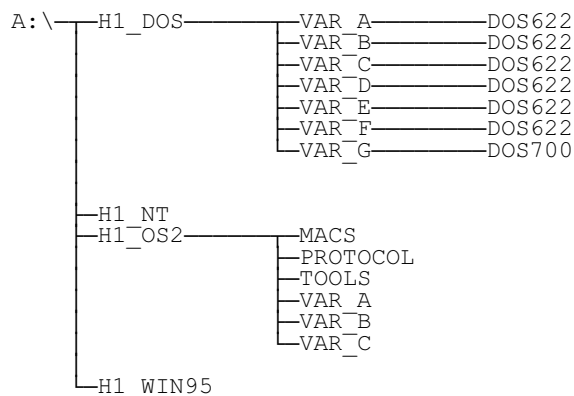 A:\ H1_DOS VAR_A DOS622
VAR_B DOS622
VAR_C DOS622
VAR_D DOS622
VAR_E DOS622
VAR_F DOS622
VAR_G DOS700
H1_NT
H1_OS2 MACS
PROTOCOL
TOOLS
VAR_A
VAR_B
VAR_C
H1_WIN95